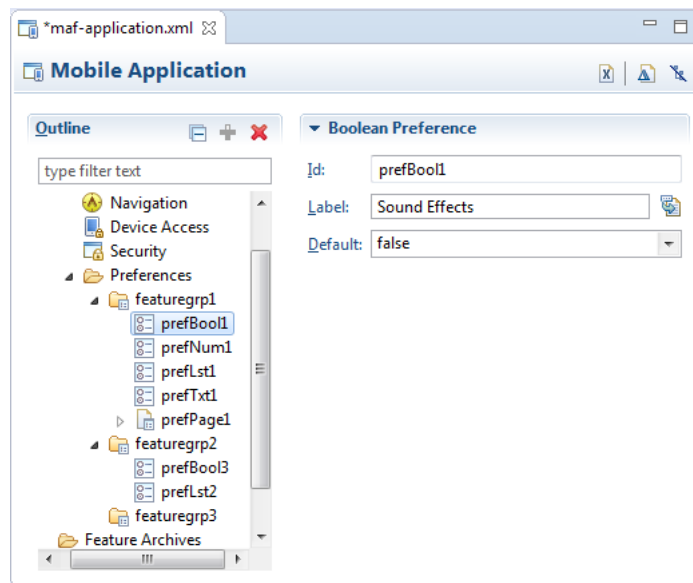 *maf-application.xml
Mobile Application
Outline
type filter text
Navigation
Device Access
Security
Preferences
featuregrp1
prefBool1
prefNum1
prefLst1
prefTxt1
prefPage1
featuregrp2
prefBool3
prefLst2
featuregrp3
Feature Archives
Boolean Preference
Id: prefBool1
Label: Sound Effects
Default: false